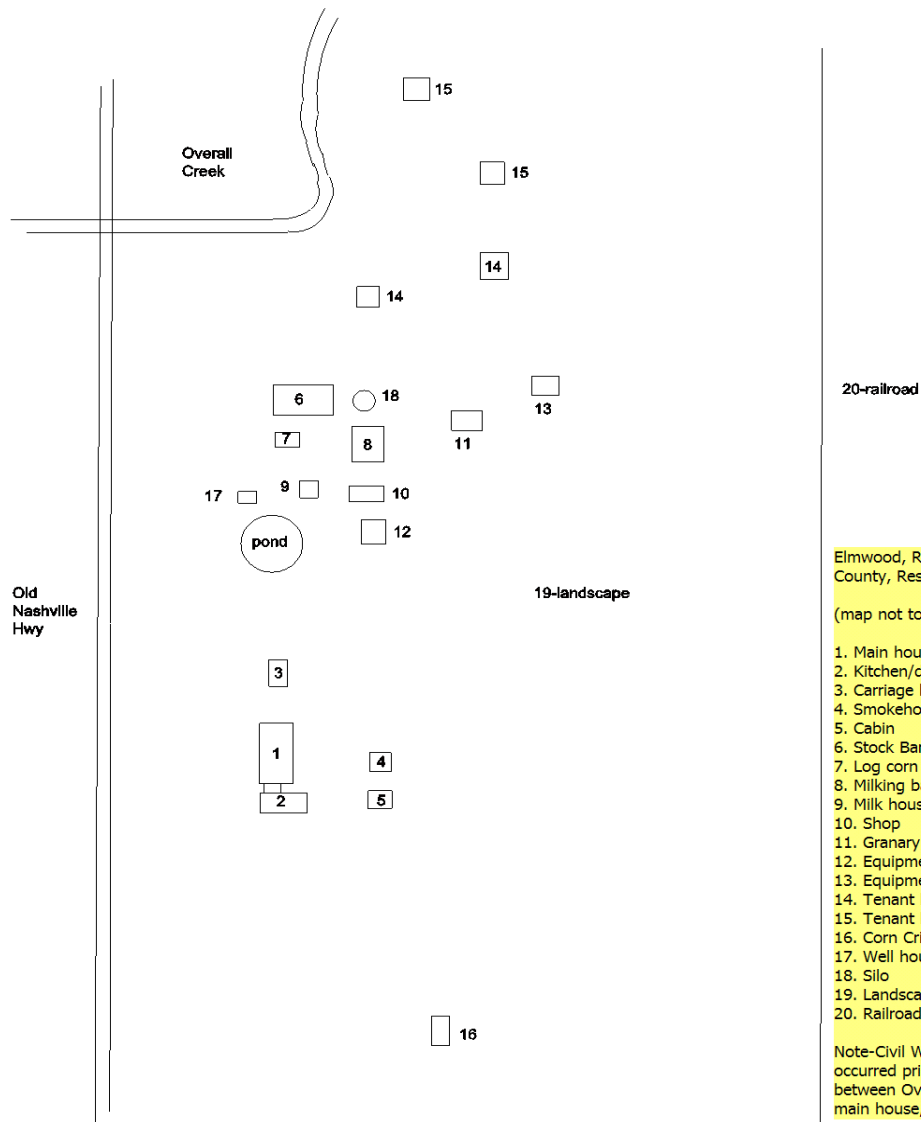 15
Overall
Creek
15
14
14
6
18
13
20-railroad
7
8
11
17
9
10
12
pond
Old
Nashville
Hwy
19-landscape
3
1
4
2
5
16
Elmwood, R
County, Res
(map not to
1. Main hou
2. Kitchen/c
3. Carriage
4. Smokeho
5. Cabin
6. Stock Bar
7. Log corn
8. Milking b
9. Milk hous
10. Shop
11. Granary
12. Equipme
13. Equipme
14. Tenant
15. Tenant
16. Corn Cri
17. Well hou
18. Silo
19. Landsca
20. Railroad
Note-Civil W
occurred pri
between Ov
main house,